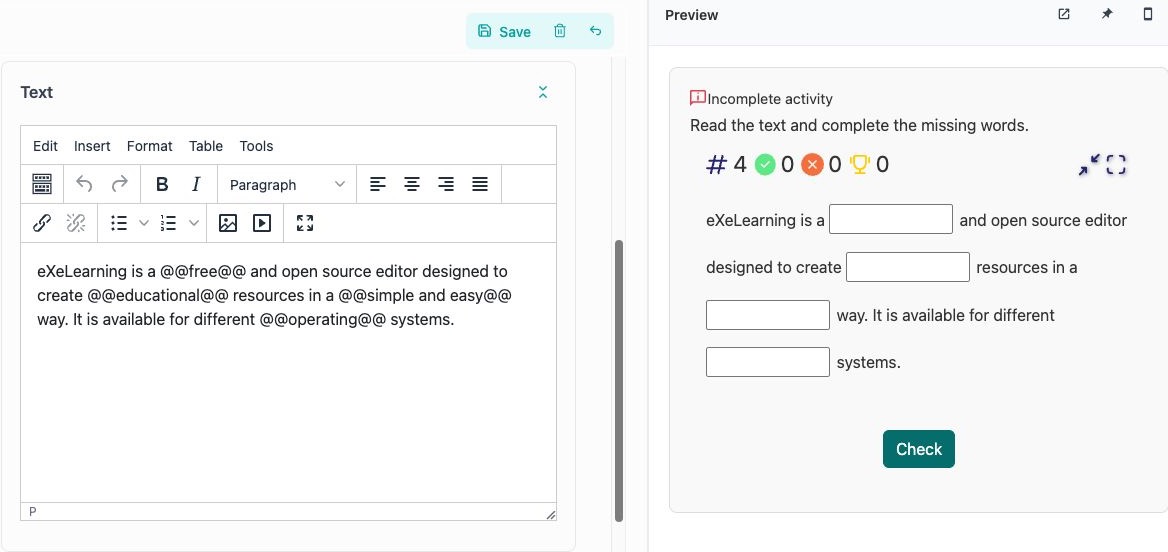 Save
Text
Edit Insert Format Table Tools
B I Paragraph
eXeLearning is a @@free@@ and open source editor designed to
create @@educational@@ resources in a @@simple and easy@@
way. It is available for different @@operating@@ systems.
P
Preview
Incomplete activity
Read the text and complete the missing words.
# 4 0 0 0
eXeLearning is a and open source editor
designed to create resources in a
way. It is available for different
systems.
Check